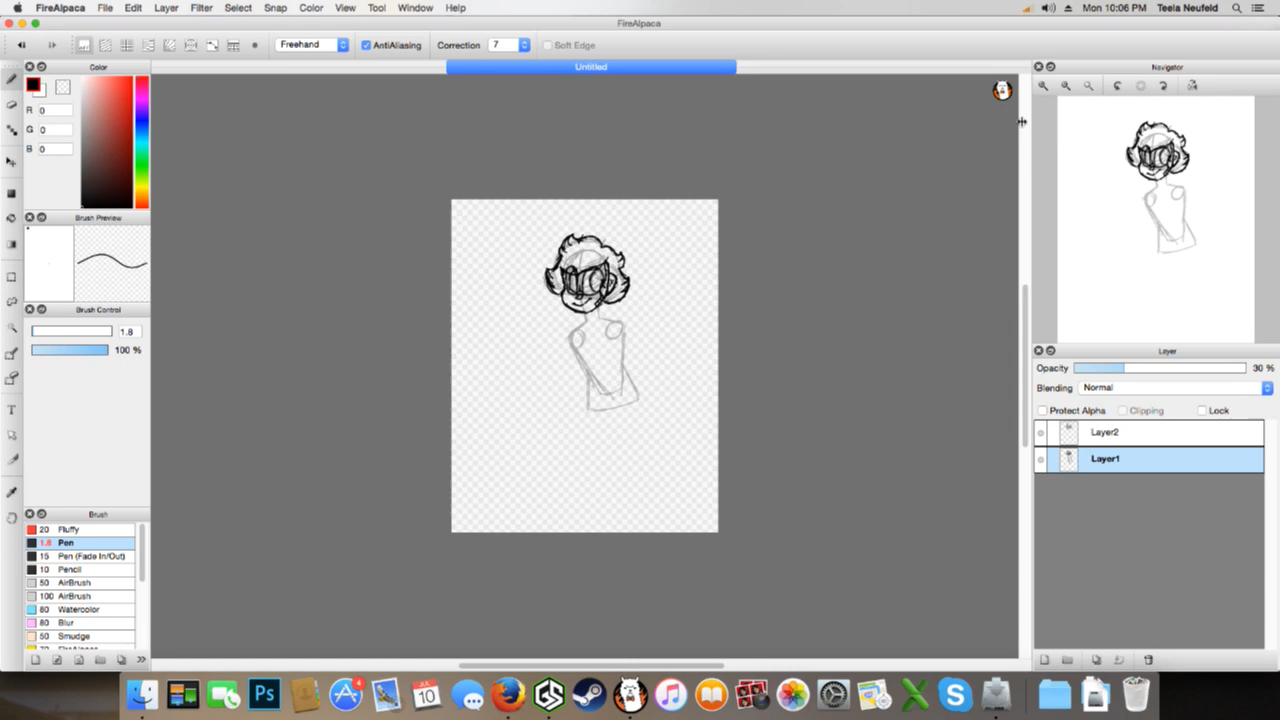 FireAlpaca File Edit Layer Filter Select Snap Color View Tool Window Help Mon 10:06 PM Teela Neufeld
FireAlpaca
Freehand AntiAliasing Correction 7 Soft Edge
Color Untitled Navigator
R 0
G 0
B 0
Brush Preview
Brush Control
1.8
100 %
Layer
Opacity 30 %
Blending Normal
Protect Alpha Clipping Lock
Layer2
Layer1
Brush
20 Fluffy
1.8 Pen
15 Pen (Fade In/Out)
10 Pencil
50 AirBrush
100 AirBrush
80 Watercolor
80 Blur
50 Smudge
T
Ps
4
JUL
10
X
S